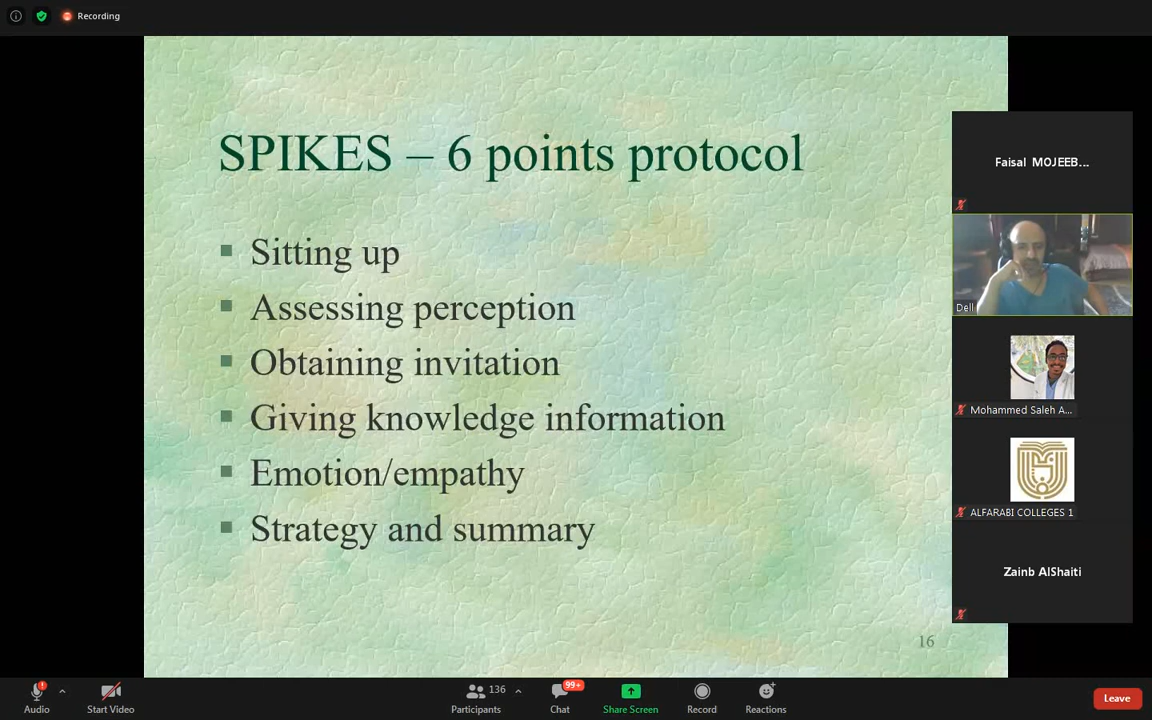 Recording
SPIKES – 6 points protocol
Sitting up
Assessing perception
Obtaining invitation
Giving knowledge information
Emotion/empathy
Strategy and summary
16
Faisal MOJEEB...
Dell
Mohammed Saleh A...
ALFARABI COLLEGES 1
Zainb AlShaiti
Audio
Start Video
136
Participants
99+
Chat
Share Screen
Record
Reactions
Leave